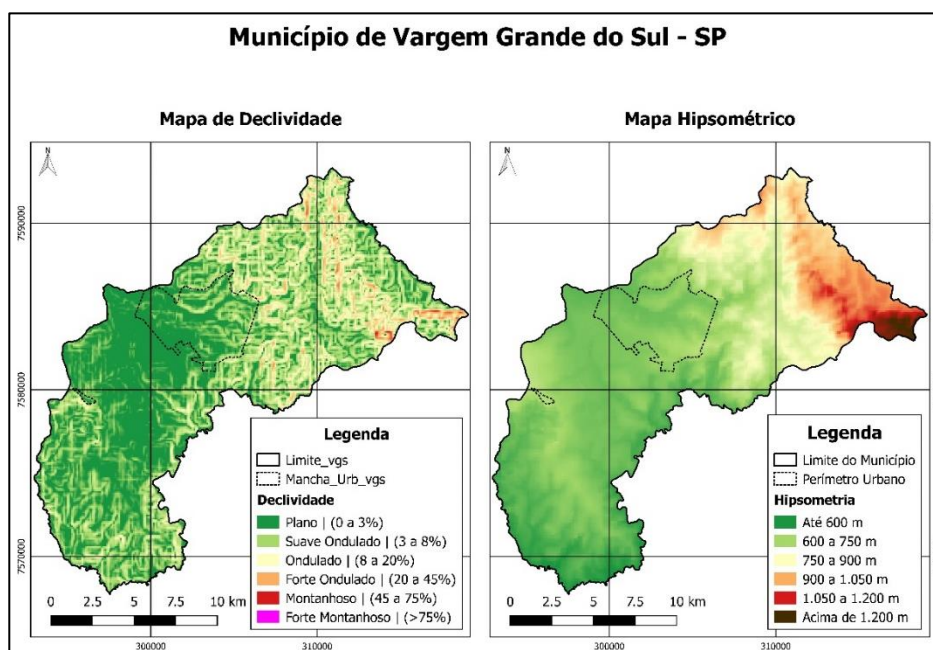 Município de Vargem Grande do Sul - SP
Mapa de Declividade
N
7590000
7580000
7570000
Legenda
Limite_vgs
Mancha_Urb_vgs
Declividade
Plano | (0 a 3%)
Suave Ondulado | (3 a 8%)
Ondulado | (8 a 20%)
Forte Ondulado | (20 a 45%)
Montanhoso | (45 a 75%)
Forte Montanhoso | (>75%)
0 2.5 5 7.5 10 km
300000 310000
Mapa Hipsométrico
N
Legenda
Limite do Município
Perímetro Urbano
Hipsometria
Até 600 m
600 a 750 m
750 a 900 m
900 a 1.050 m
1.050 a 1.200 m
Acima de 1.200 m
0 2.5 5 7.5 10 km
300000 310000